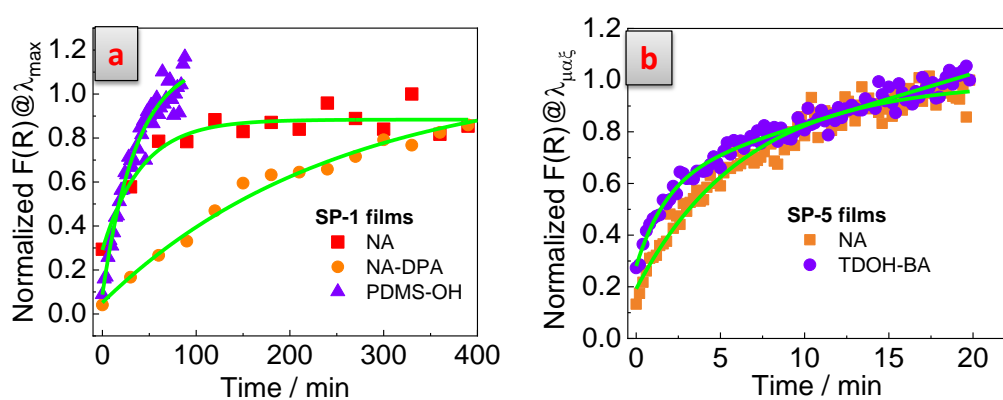 a
Normalized F(R)@λmax
1.2
1.0
0.8
0.6
0.4
0.2
0.0
SP-1 films
NA
NA-DPA
PDMS-OH
0 100 200 300 400
Time / min
b
Normalized F(R)@λμαξ
1.2
1.0
0.8
0.6
0.4
0.2
0.0
SP-5 films
NA
TDOH-BA
0 5 10 15 20
Time / min